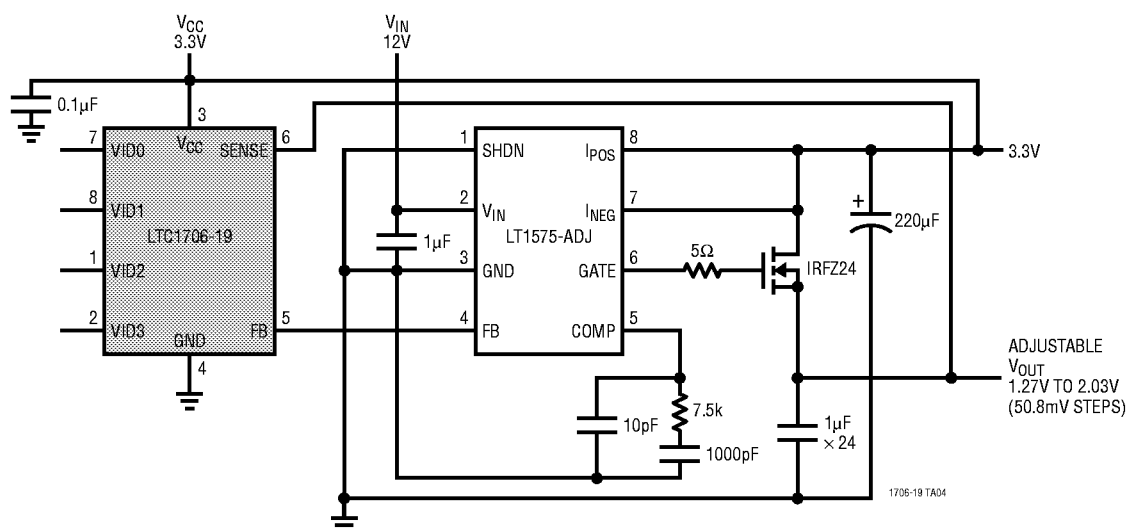 VCC
3.3V
VIN
12V
0.1µF
3
VCC
7
VID0
SENSE
6
8
VID1
LTC1706-19
1
VID2
2
VID3
GND
4
FB
5
1µF
1
SHDN
2
VIN
LT1575-ADJ
3
GND
4
FB
IPOS
8
INEG
7
GATE
6
COMP
5
5Ω
IRFZ24
+
220µF
3.3V
10pF
7.5k
1000pF
1µF
× 24
ADJUSTABLE
VOUT
1.27V TO 2.03V
(50.8mV STEPS)
1706-19 TA04